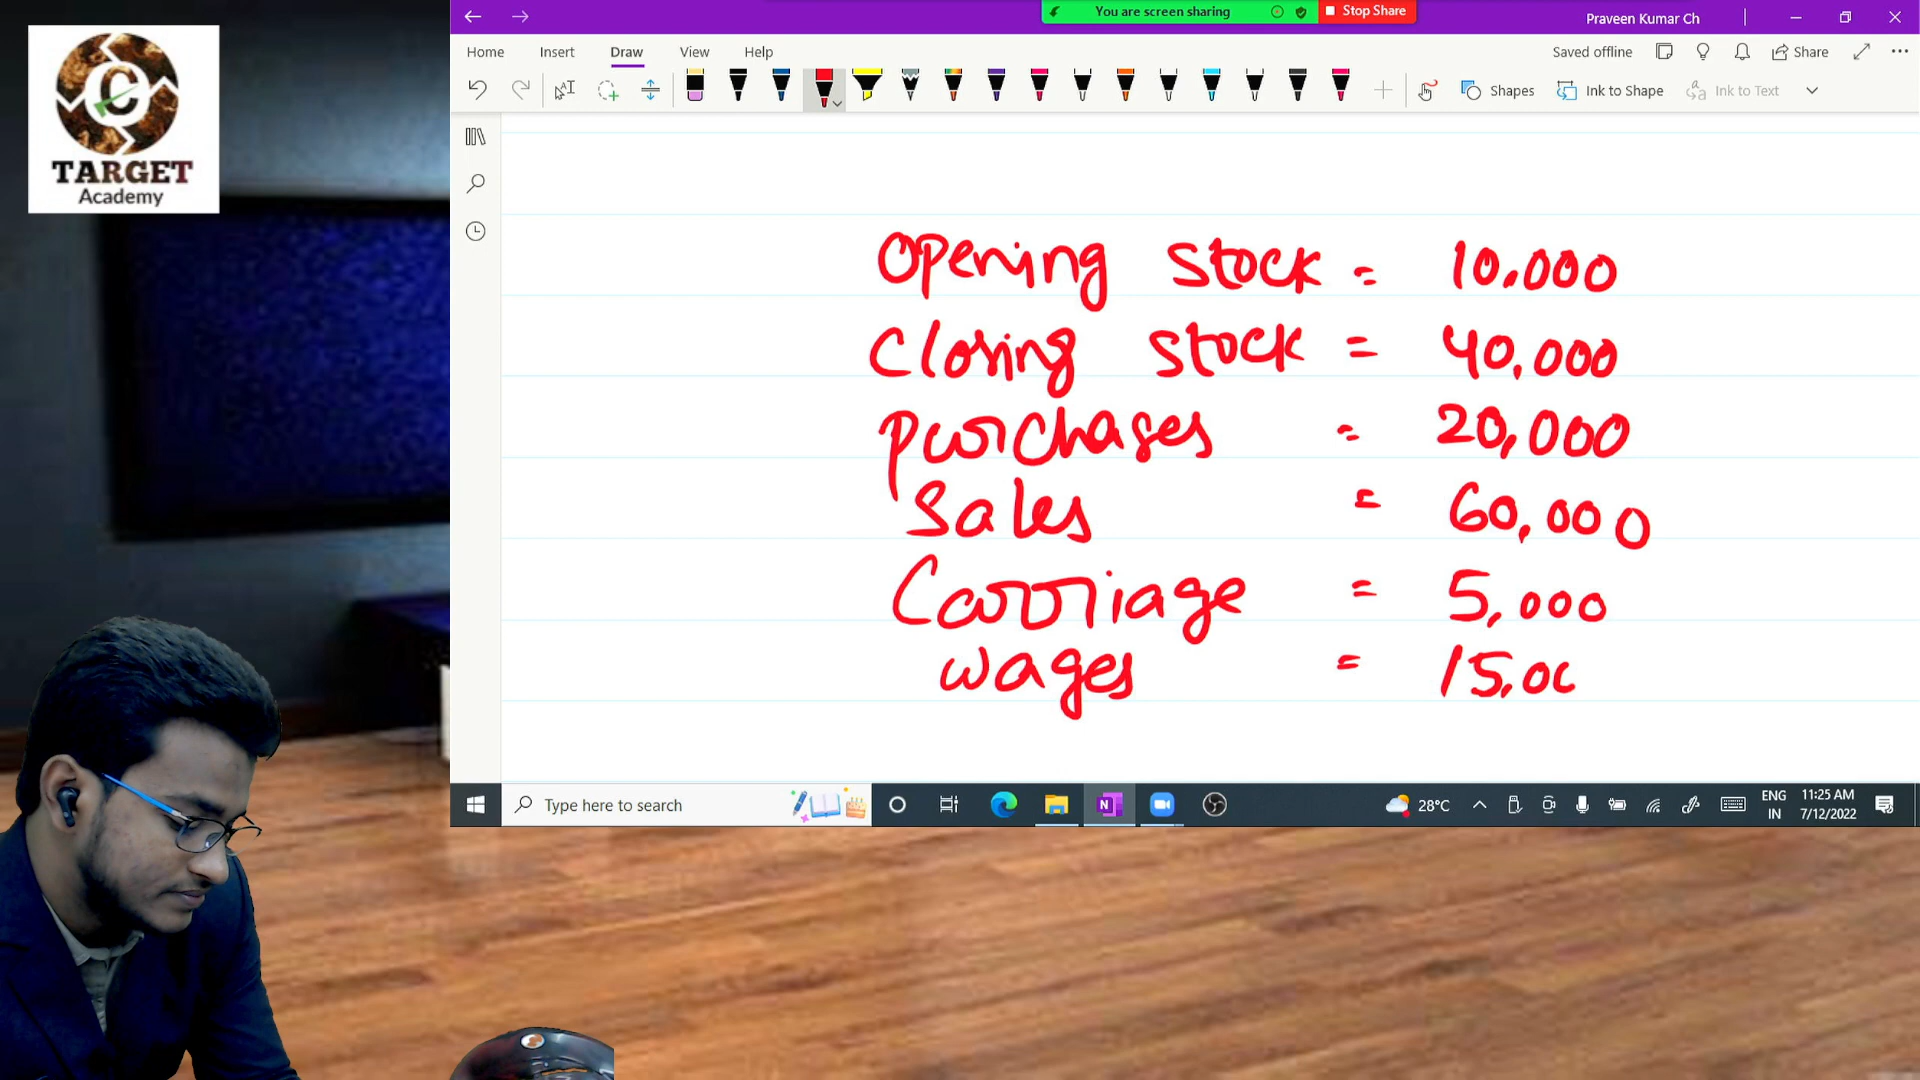 You are screen sharing
Stop Share
Praveen Kumar Ch
Home Insert Draw View Help
Saved offline
Share
Shapes
Ink to Shape
Ink to Text
C
TARGET
Academy
Opening stock = 10,000
Closing stock = 40,000
Purchases = 20,000
Sales = 60,000
Carriage = 5,000
wages = 15,00
Type here to search
N
28°C
ENG
IN
11:25 AM
7/12/2022